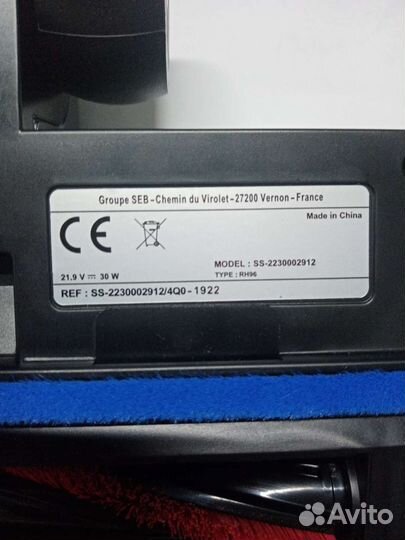 Groupe SEB - Chemin du Virolet - 27200 Vernon - France
Made in China
CE
MODEL : SS-2230002912
21.9 V ⎓ 30 W
TYPE : RH96
REF : SS-2230002912/4Q0 - 1922
Avito